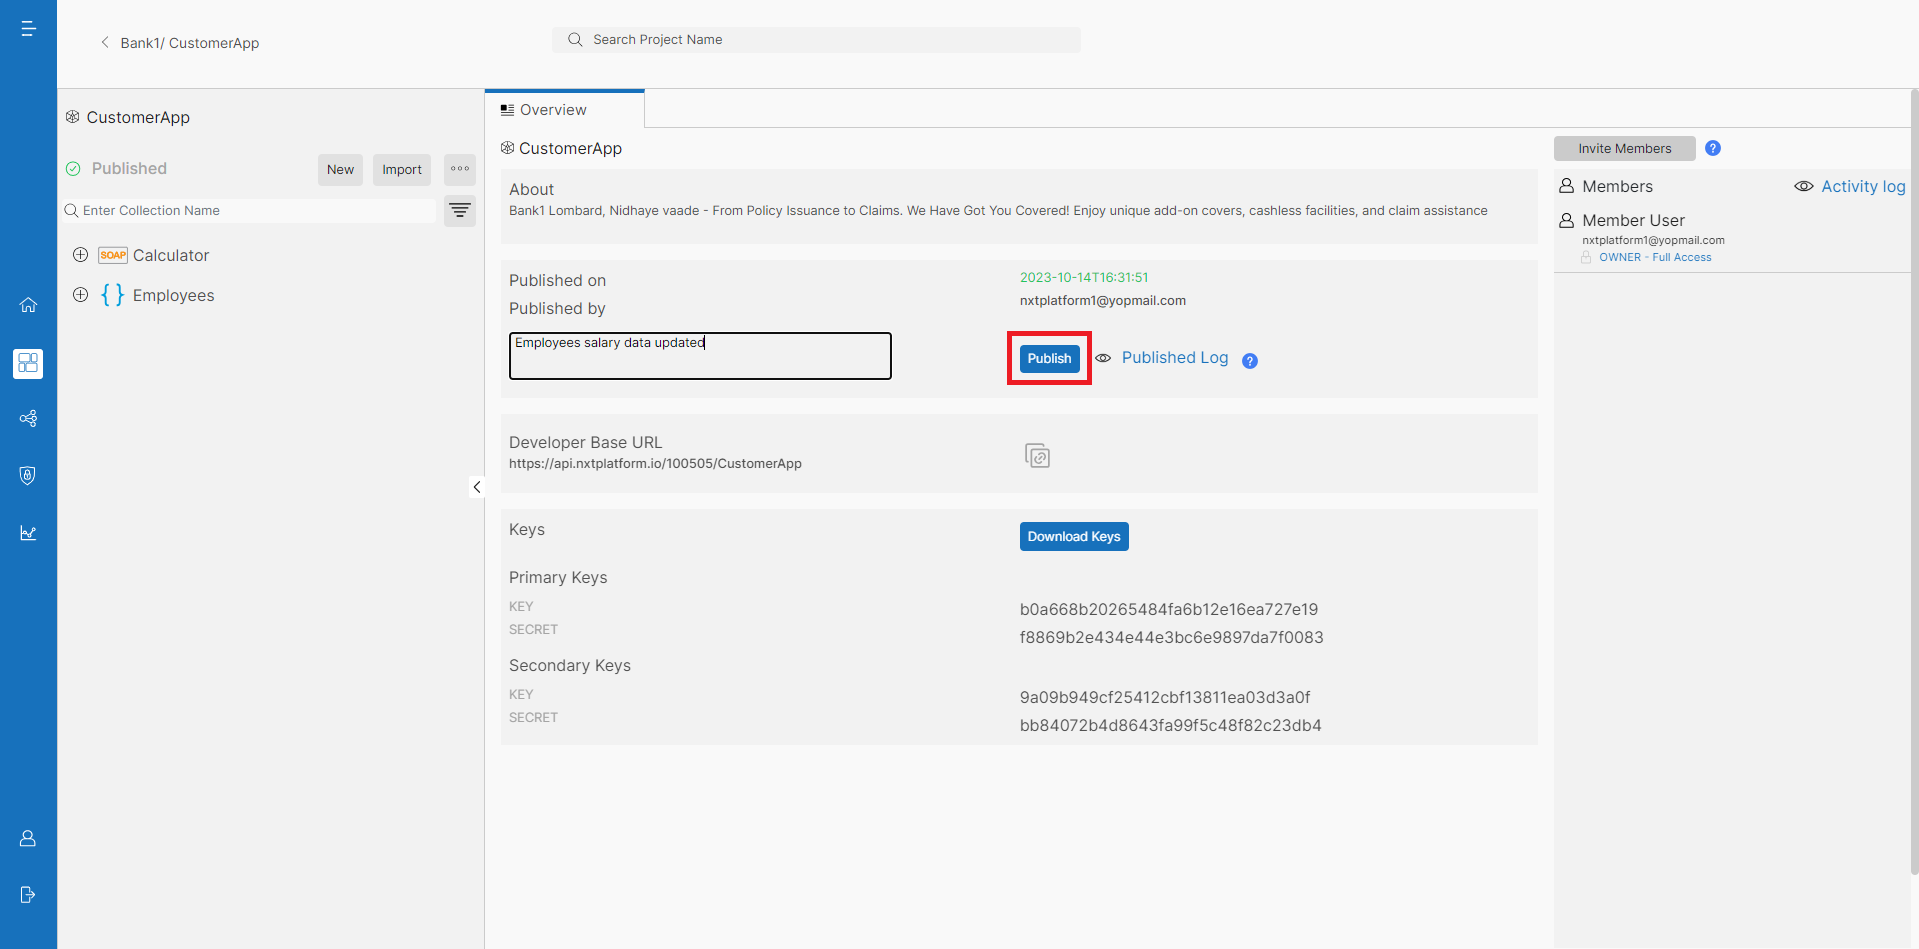 Bank1/ CustomerApp
Search Project Name
CustomerApp
Published
New
Import
Enter Collection Name
SOAP Calculator
{ } Employees
Overview
CustomerApp
About
Bank1 Lombard, Nidhaye vaade - From Policy Issuance to Claims. We Have Got You Covered! Enjoy unique add-on covers, cashless facilities, and claim assistance
Published on
2023-10-14T16:31:51
Published by
nxtplatform1@yopmail.com
Employees salary data updated
Publish
Published Log
?
Developer Base URL
https://api.nxtplatform.io/100505/CustomerApp
Keys
Download Keys
Primary Keys
KEY
b0a668b20265484fa6b12e16ea727e19
SECRET
f8869b2e434e44e3bc6e9897da7f0083
Secondary Keys
KEY
9a09b949cf25412cbf13811ea03d3a0f
SECRET
bb84072b4d8643fa99f5c48f82c23db4
Invite Members
?
Members
Activity log
Member User
nxtplatform1@yopmail.com
OWNER - Full Access